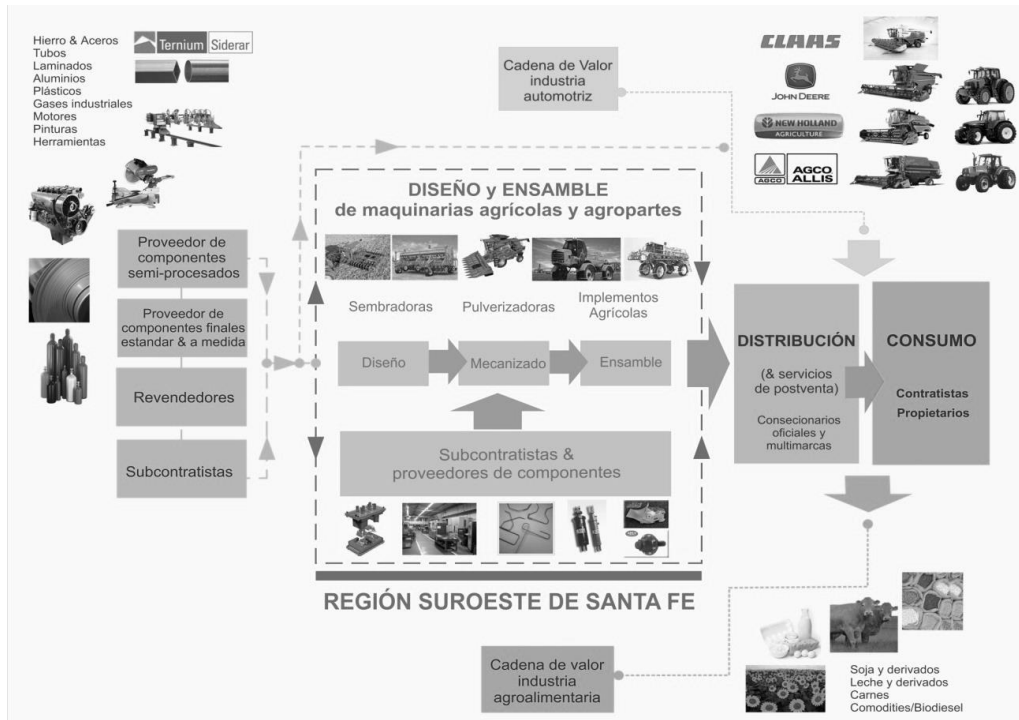 Hierro & Aceros
Tubos
Laminados
Aluminios
Plásticos
Gases industriales
Motores
Pinturas
Herramientas
Ternium Siderar
Cadena de Valor
industria
automotriz
CLAAS
JOHN DEERE
NEW HOLLAND
AGRICULTURE
AGCO
AGCO
ALLIS
DISEÑO y ENSAMBLE
de maquinarias agrícolas y agropartes
Proveedor de
componentes
semi-procesados
Proveedor de
componentes finales
estandar & a medida
Revendedores
Subcontratistas
Sembradoras
Pulverizadoras
Implementos
Agrícolas
Diseño
Mecanizado
Ensamble
Subcontratistas &
proveedores de componentes
DISTRIBUCIÓN
(& servicios
de postventa)
Consecionarios
oficiales y
multimarcas
CONSUMO
Contratistas
Propietarios
REGIÓN SUROESTE DE SANTA FE
Cadena de valor
industria
agroalimentaria
Soja y derivados
Leche y derivados
Carnes
Comodities/Biodiesel